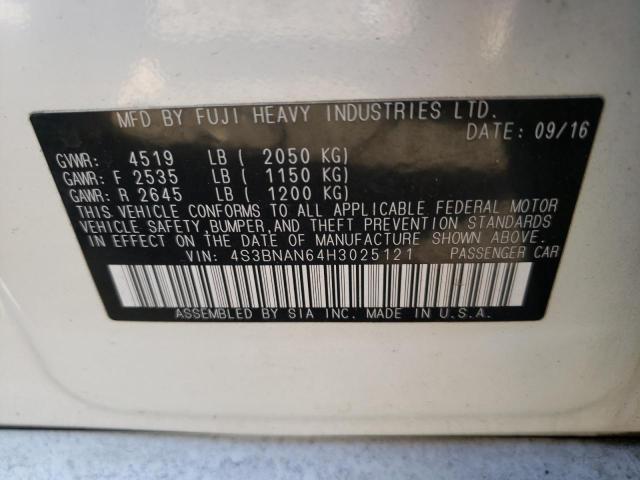 MFD BY FUJI HEAVY INDUSTRIES LTD.
DATE: 09/16
GVWR: 4519 LB ( 2050 KG)
GAWR: F 2535 LB ( 1150 KG)
GAWR: R 2645 LB ( 1200 KG)
THIS VEHICLE CONFORMS TO ALL APPLICABLE FEDERAL MOTOR
VEHICLE SAFETY, BUMPER, AND THEFT PREVENTION STANDARDS
IN EFFECT ON THE DATE OF MANUFACTURE SHOWN ABOVE.
VIN: 4S3BNAN64H3025121 PASSENGER CAR
ASSEMBLED BY SIA INC. MADE IN U.S.A.